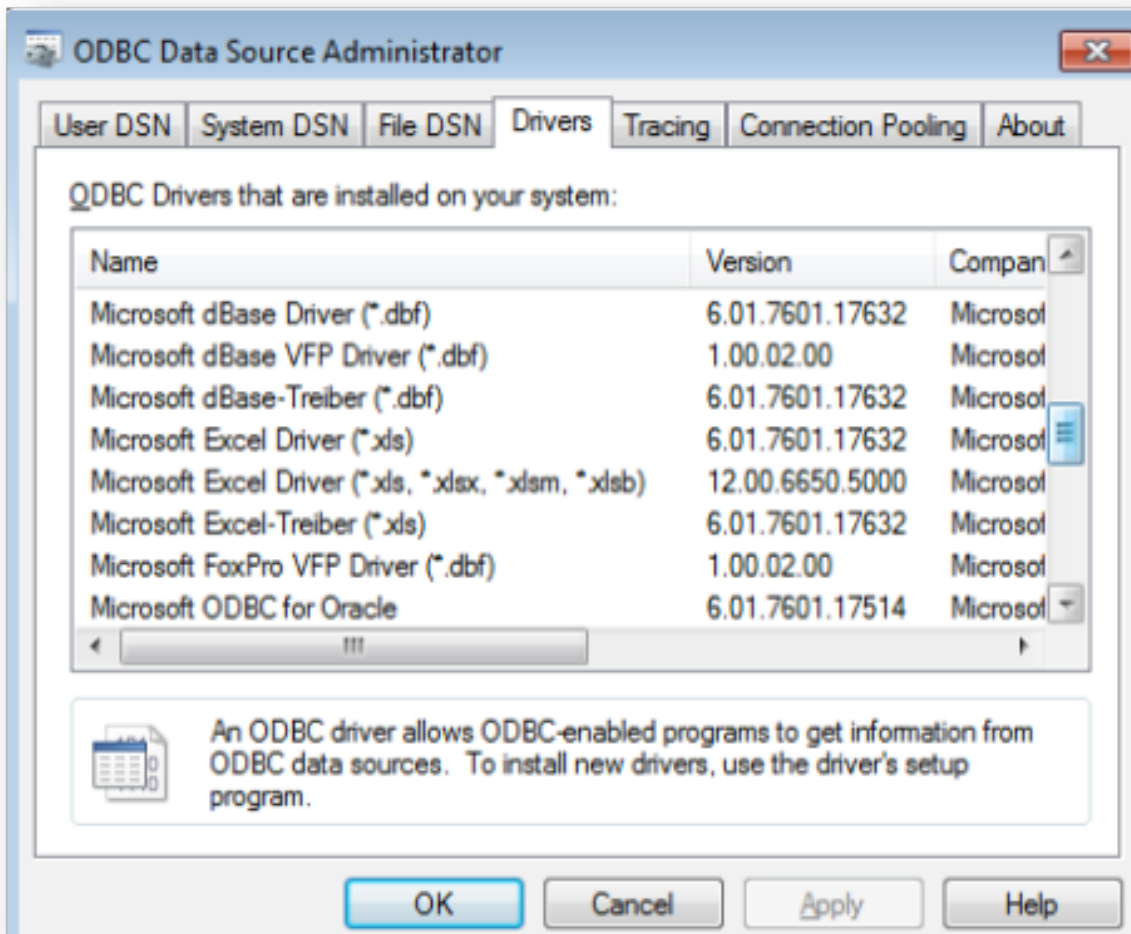 ODBC Data Source Administrator
User DSN System DSN File DSN Drivers Tracing Connection Pooling About
ODBC Drivers that are installed on your system:
Name Version Compan
Microsoft dBase Driver (*.dbf) 6.01.7601.17632 Microsof
Microsoft dBase VFP Driver (*.dbf) 1.00.02.00 Microsof
Microsoft dBase-Treiber (*.dbf) 6.01.7601.17632 Microsof
Microsoft Excel Driver (*.xls) 6.01.7601.17632 Microsof
Microsoft Excel Driver (*.xls, *.xlsx, *.xlsm, *.xlsb) 12.00.6650.5000 Microsof
Microsoft Excel-Treiber (*.xls) 6.01.7601.17632 Microsof
Microsoft FoxPro VFP Driver (*.dbf) 1.00.02.00 Microsof
Microsoft ODBC for Oracle 6.01.7601.17514 Microsof
An ODBC driver allows ODBC-enabled programs to get information from
ODBC data sources. To install new drivers, use the driver's setup
program.
OK Cancel Apply Help